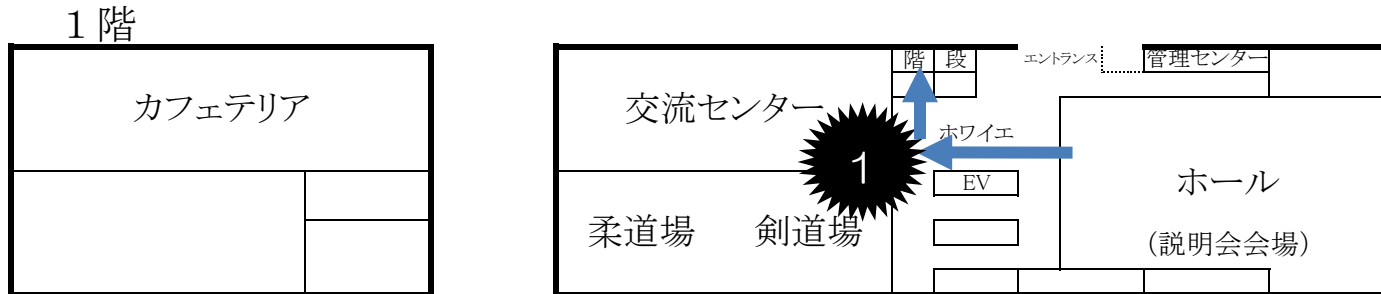 １階
階 段
エントランス
管理センター
カフェテリア
交流センター
ホワイエ
1
EV
ホール
柔道場 剣道場
(説明会会場)